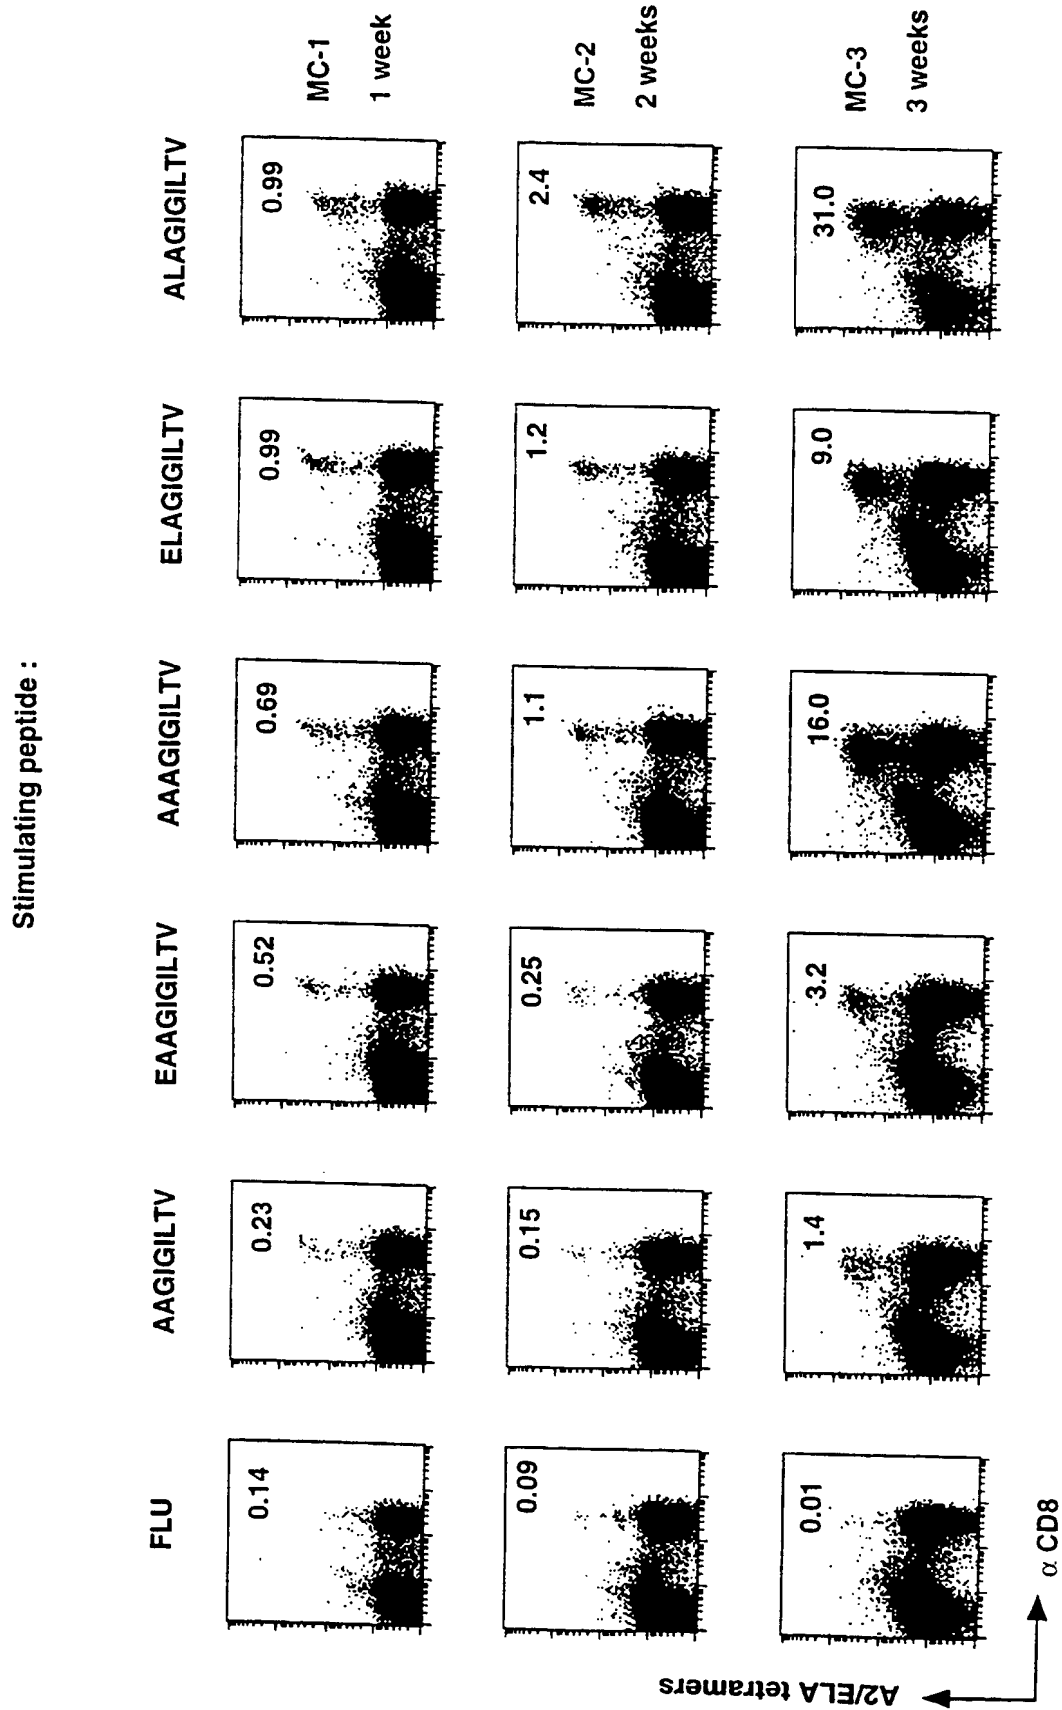 Stimulating peptide :
FLU
AAGIGILTV
EAAGIGILTV
AAAGIGILTV
ELAGIGILTV
ALAGIGILTV
0.14
0.23
0.52
0.69
0.99
0.99
MC-1
1 week
0.09
0.15
0.25
1.1
1.2
2.4
MC-2
2 weeks
0.01
1.4
3.2
16.0
9.0
31.0
MC-3
3 weeks
A2/ELA tetramers
α CD8